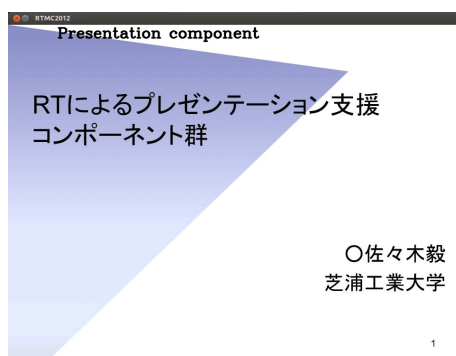 RTMC2012
Presentation component
RTによるプレゼンテーション支援
コンポーネント群
〇佐々木毅
芝浦工業大学
1